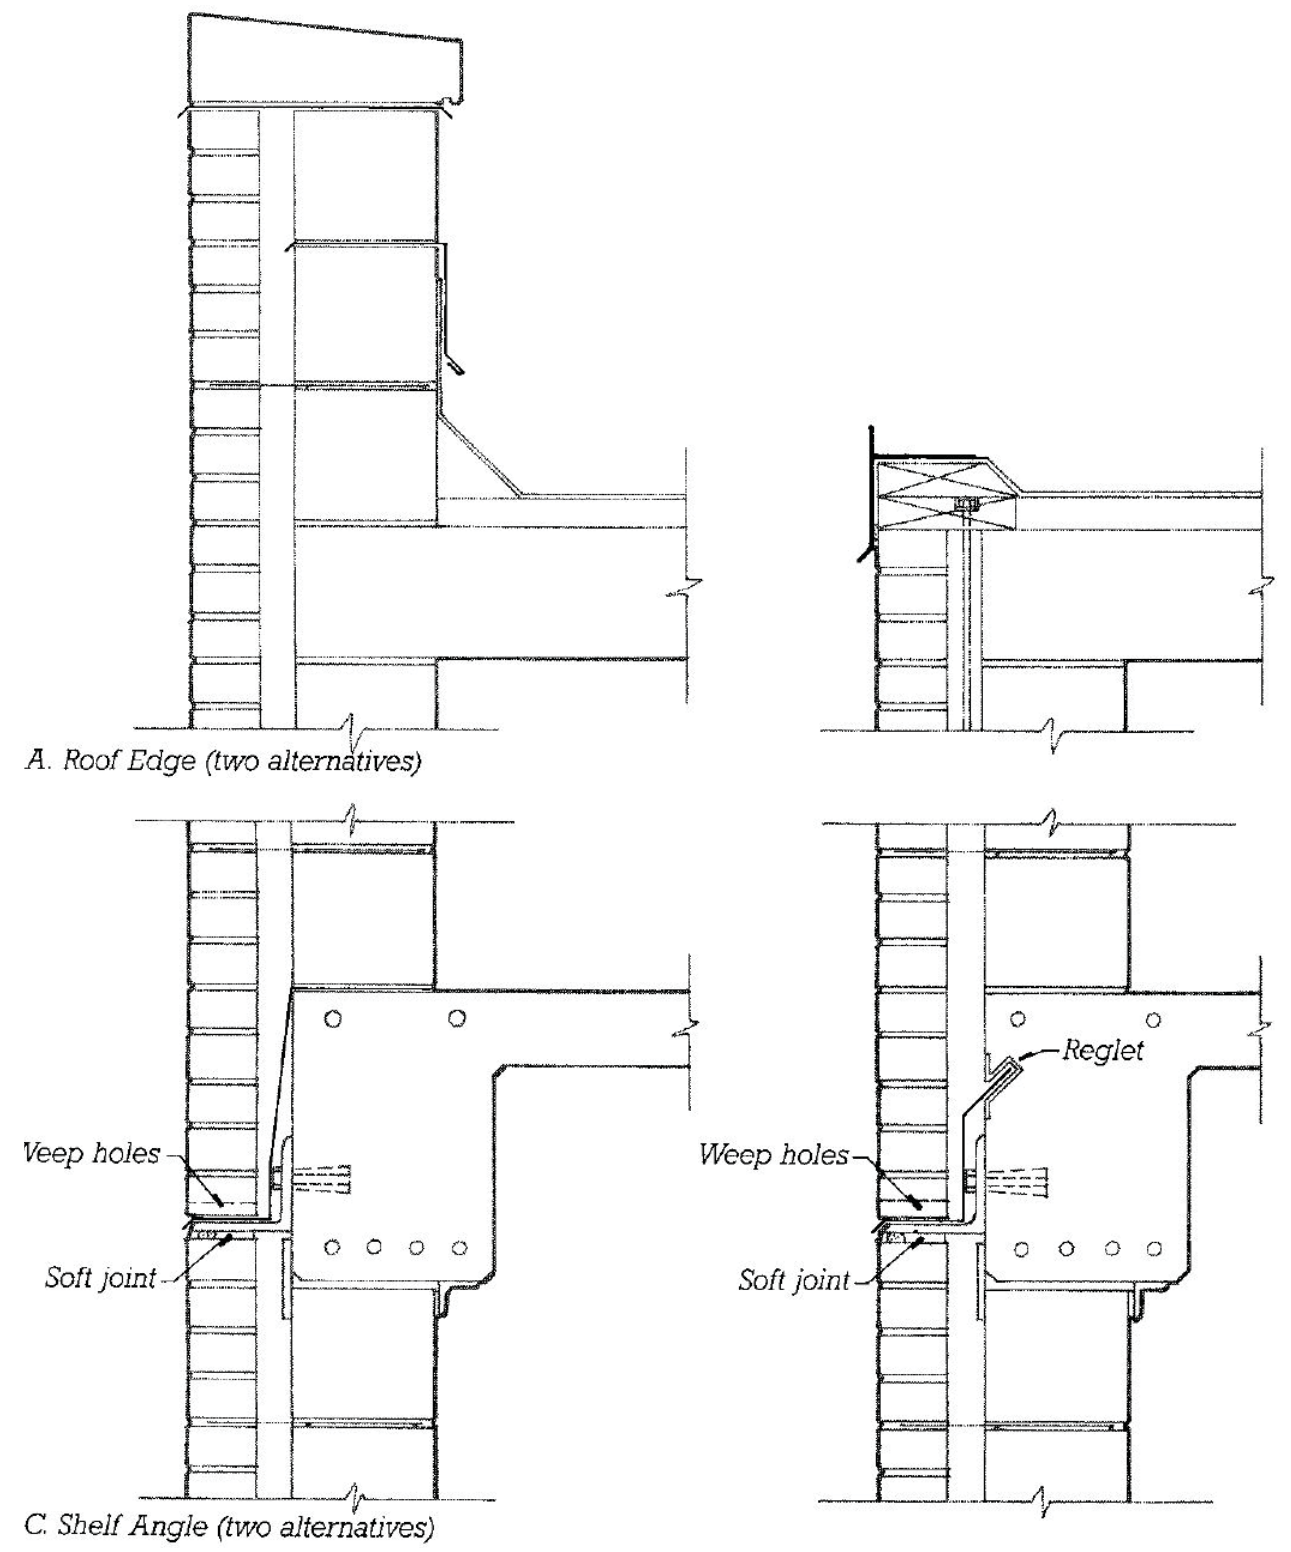 A. Roof Edge (two alternatives)
Reglet
Veep holes
Weep holes
Soft joint
Soft joint
C. Shelf Angle (two alternatives)